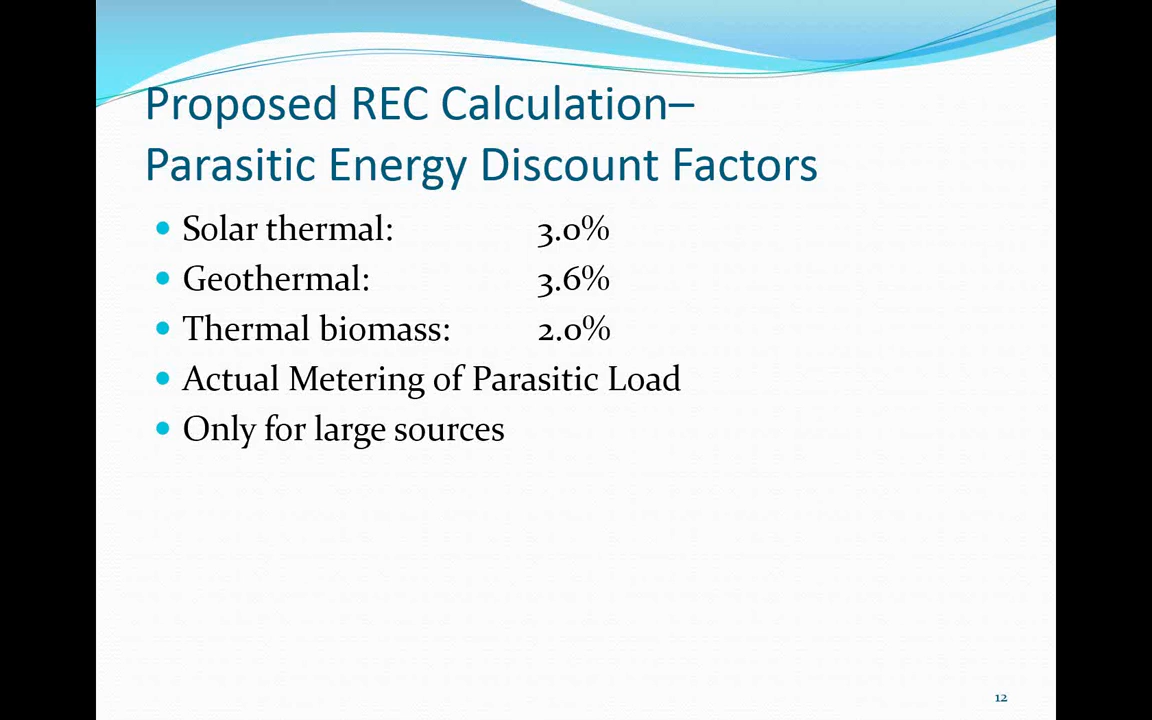 Proposed REC Calculation–
Parasitic Energy Discount Factors
• Solar thermal: 3.0%
• Geothermal: 3.6%
• Thermal biomass: 2.0%
• Actual Metering of Parasitic Load
• Only for large sources
12